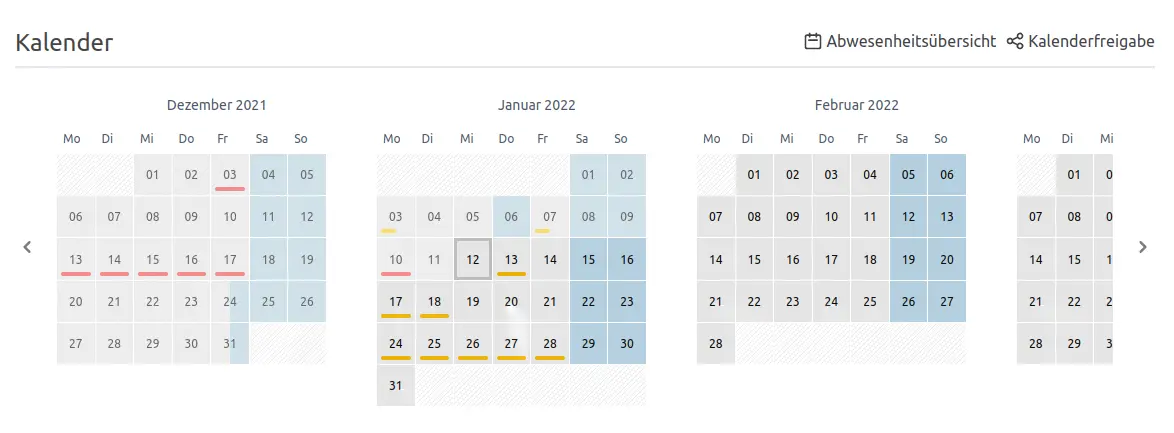 Kalender
Abwesenheitsübersicht Kalenderfreigabe
Dezember 2021
Mo Di Mi Do Fr Sa So
01 02 03 04 05
06 07 08 09 10 11 12
13 14 15 16 17 18 19
20 21 22 23 24 25 26
27 28 29 30 31
Januar 2022
Mo Di Mi Do Fr Sa So
01 02
03 04 05 06 07 08 09
10 11 12 13 14 15 16
17 18 19 20 21 22 23
24 25 26 27 28 29 30
31
Februar 2022
Mo Di Mi Do Fr Sa So
01 02 03 04 05 06
07 08 09 10 11 12 13
14 15 16 17 18 19 20
21 22 23 24 25 26 27
28
Mo Di Mi
01
07 08
14 15
21 22
28 29